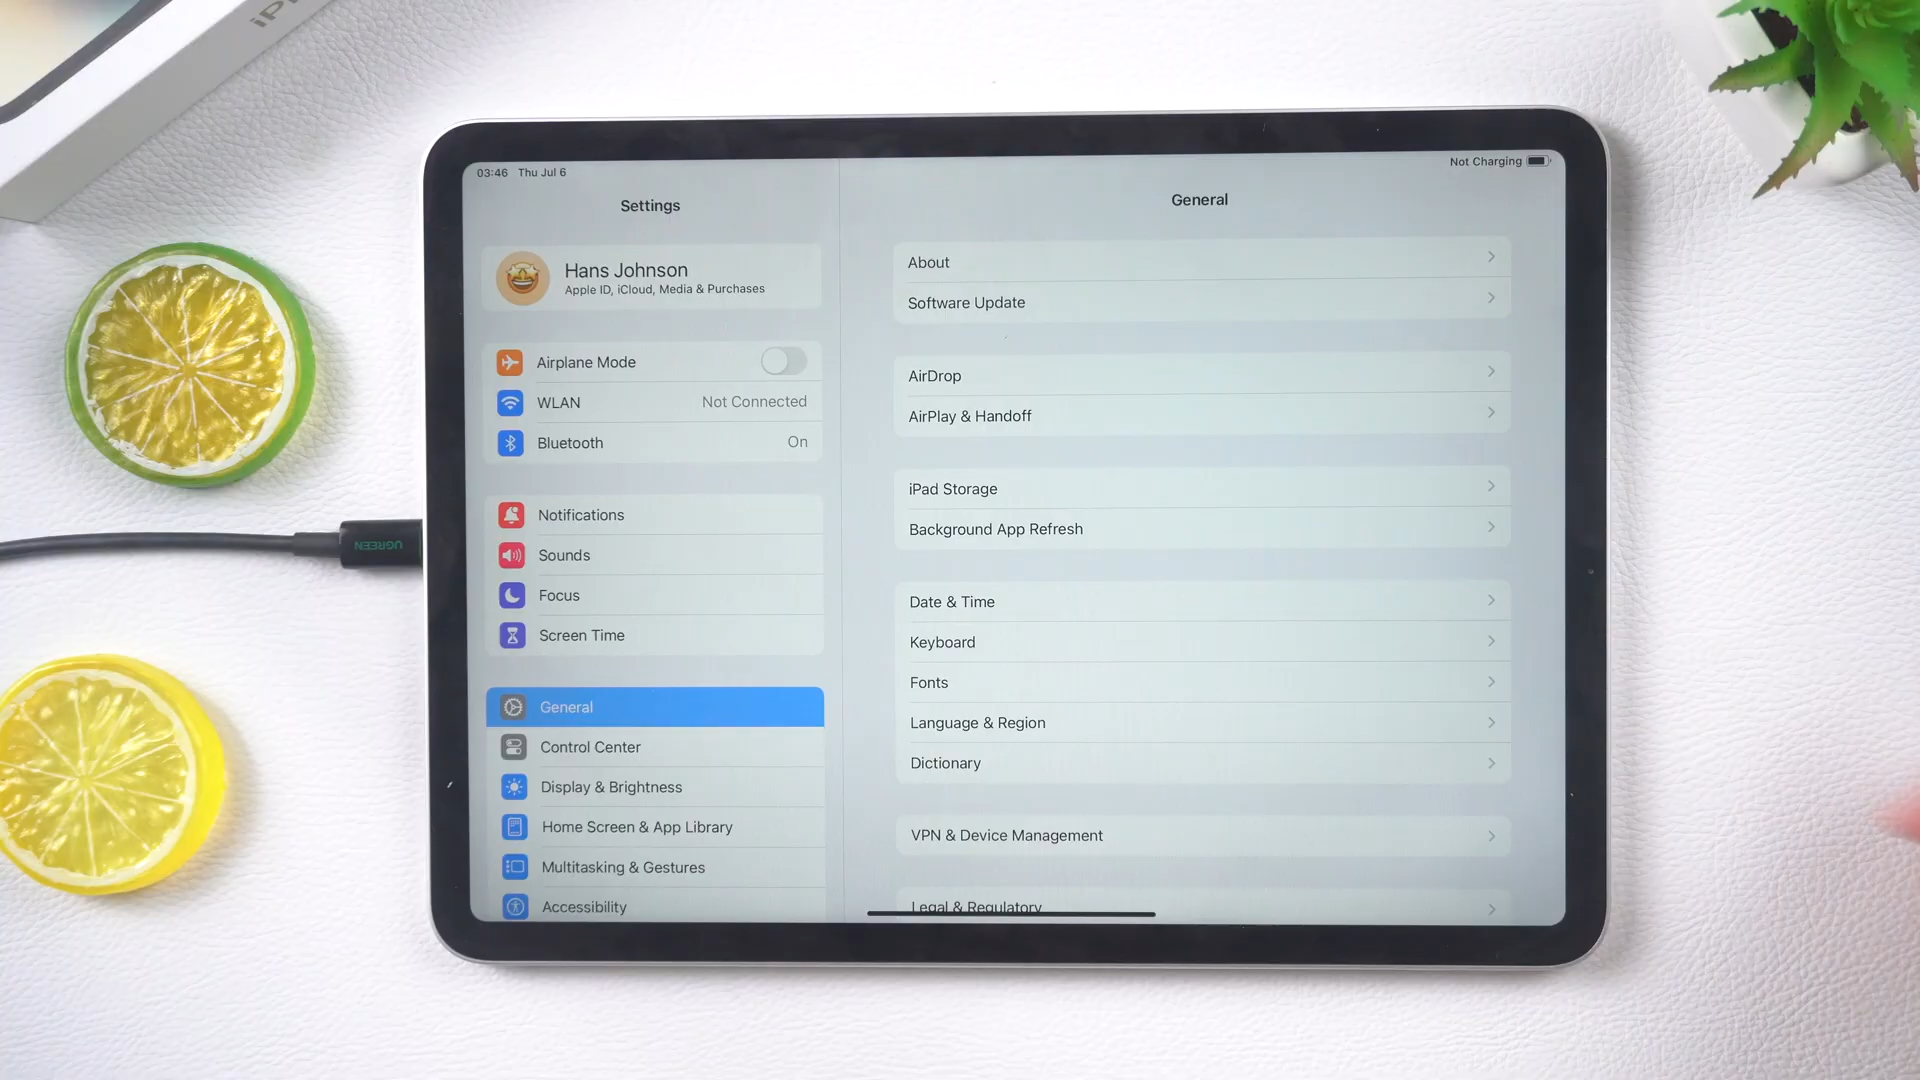 03:46 Thu Jul 6
Not Charging
Settings
Hans Johnson
Apple ID, iCloud, Media & Purchases
Airplane Mode
WLAN Not Connected
Bluetooth On
Notifications
Sounds
Focus
Screen Time
General
Control Center
Display & Brightness
Home Screen & App Library
Multitasking & Gestures
Accessibility
General
About
Software Update
AirDrop
AirPlay & Handoff
iPad Storage
Background App Refresh
Date & Time
Keyboard
Fonts
Language & Region
Dictionary
VPN & Device Management
Legal & Regulatory
UGREEN